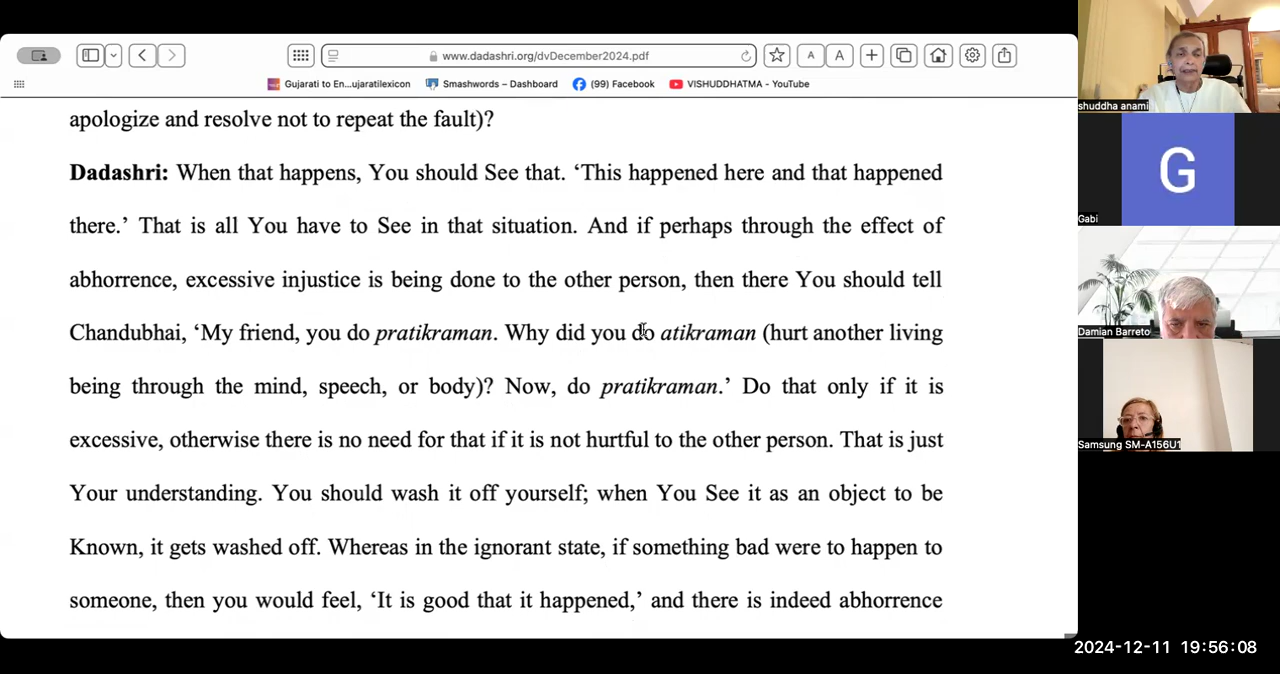 www.dadashri.org/dvDecember2024.pdf
A A
Gujarati to En...ujaratilexicon Smashwords – Dashboard (99) Facebook VISHUDDHATMA - YouTube
apologize and resolve not to repeat the fault)?
Dadashri: When that happens, You should See that. ‘This happened here and that happened
there.’ That is all You have to See in that situation. And if perhaps through the effect of
abhorrence, excessive injustice is being done to the other person, then there You should tell
Chandubhai, ‘My friend, you do pratikraman. Why did you do atikraman (hurt another living
being through the mind, speech, or body)? Now, do pratikraman.’ Do that only if it is
excessive, otherwise there is no need for that if it is not hurtful to the other person. That is just
Your understanding. You should wash it off yourself; when You See it as an object to be
Known, it gets washed off. Whereas in the ignorant state, if something bad were to happen to
someone, then you would feel, ‘It is good that it happened,’ and there is indeed abhorrence
shuddha anami
G
Gabi
Damian Barreto
Samsung SM-A156U1
2024-12-11 19:56:08